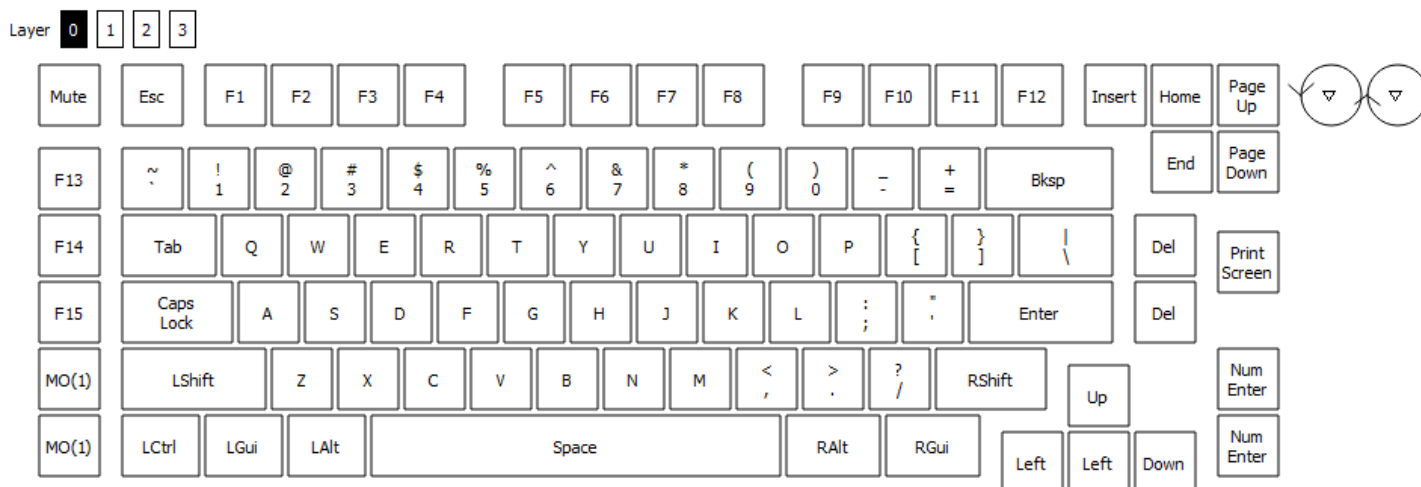 Layer 0 1 2 3
Mute Esc F1 F2 F3 F4 F5 F6 F7 F8 F9 F10 F11 F12 Insert Home Page Up
End Page Down
F13 ~ ` ! 1 @ 2 # 3 $ 4 % 5 ^ 6 & 7 * 8 ( 9 ) 0 _ - + = Bksp
F14 Tab Q W E R T Y U I O P { [ } ] | \ Del Print Screen
F15 Caps Lock A S D F G H J K L : ; " ' Enter Del
MO(1) LShift Z X C V B N M < , > . ? / RShift Up Num Enter
MO(1) LCtrl LGui LAlt Space RAlt RGui Left Left Down Num Enter